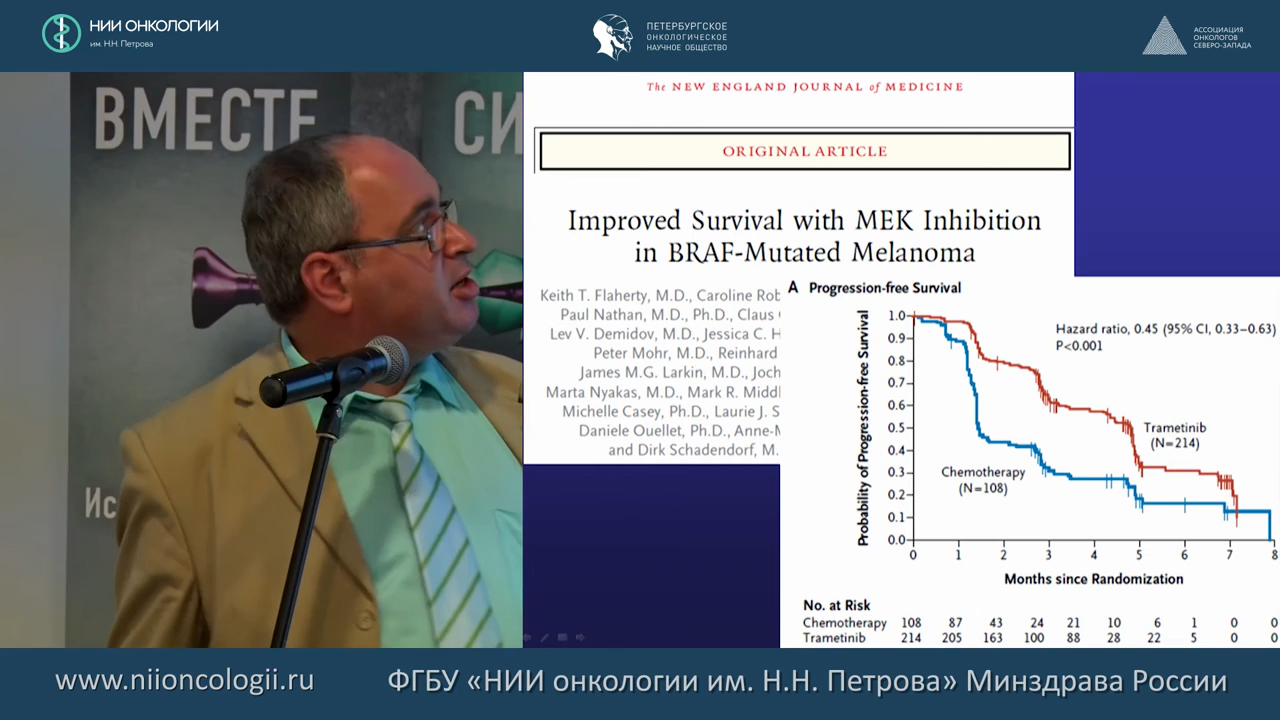 НИИ ОНКОЛОГИИ
им. Н.Н. Петрова
ПЕТЕРБУРГСКОЕ
ОНКОЛОГИЧЕСКОЕ
НАУЧНОЕ ОБЩЕСТВО
АССОЦИАЦИЯ
ОНКОЛОГОВ
СЕВЕРО-ЗАПАДА
ВМЕСТЕ
СИ
Ис
The NEW ENGLAND JOURNAL of MEDICINE
ORIGINAL ARTICLE
Improved Survival with MEK Inhibition
in BRAF-Mutated Melanoma
Keith T. Flaherty, M.D., Caroline Rob
Paul Nathan, M.D., Ph.D., Claus
Lev V. Demidov, M.D., Jessica C. H
Peter Mohr, M.D., Reinhard
James M.G. Larkin, M.D., Joch
Marta Nyakas, M.D., Mark R. Middl
Michelle Casey, Ph.D., Laurie J. S
Daniele Ouellet, Ph.D., Anne-M
and Dirk Schadendorf, M.
A Progression-free Survival
Probability of Progression-free Survival
1.0
0.9
0.8
0.7
0.6
0.5
0.4
0.3
0.2
0.1
0.0
Hazard ratio, 0.45 (95% CI, 0.33–0.63)
P<0.001
Trametinib
(N=214)
Chemotherapy
(N=108)
0 1 2 3 4 5 6 7 8
Months since Randomization
No. at Risk
Chemotherapy 108 87 43 24 21 10 6 1 0 0
Trametinib 214 205 163 100 88 28 22 5 0 0
www.niioncologii.ru
ФГБУ «НИИ онкологии им. Н.Н. Петрова» Минздрава России